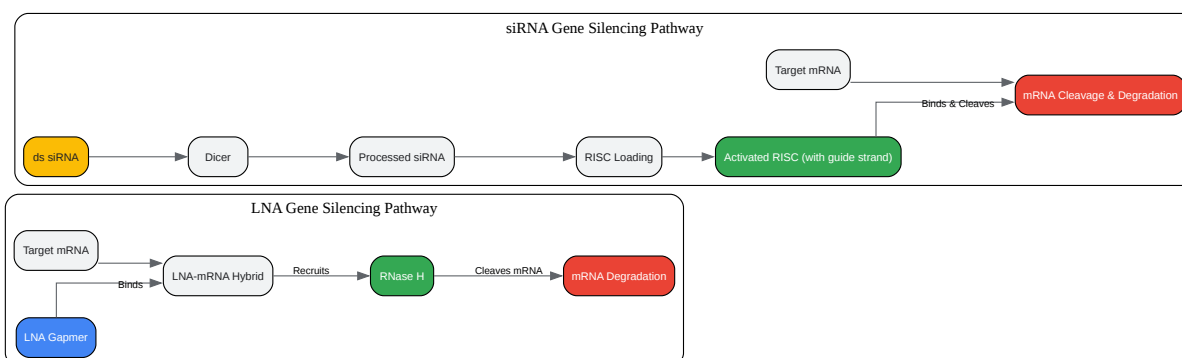 siRNA Gene Silencing Pathway
Target mRNA
mRNA Cleavage & Degradation
Binds & Cleaves
ds siRNA
Dicer
Processed siRNA
RISC Loading
Activated RISC (with guide strand)
LNA Gene Silencing Pathway
Target mRNA
LNA-mRNA Hybrid
Recruits
RNase H
Cleaves mRNA
mRNA Degradation
Binds
LNA Gapmer